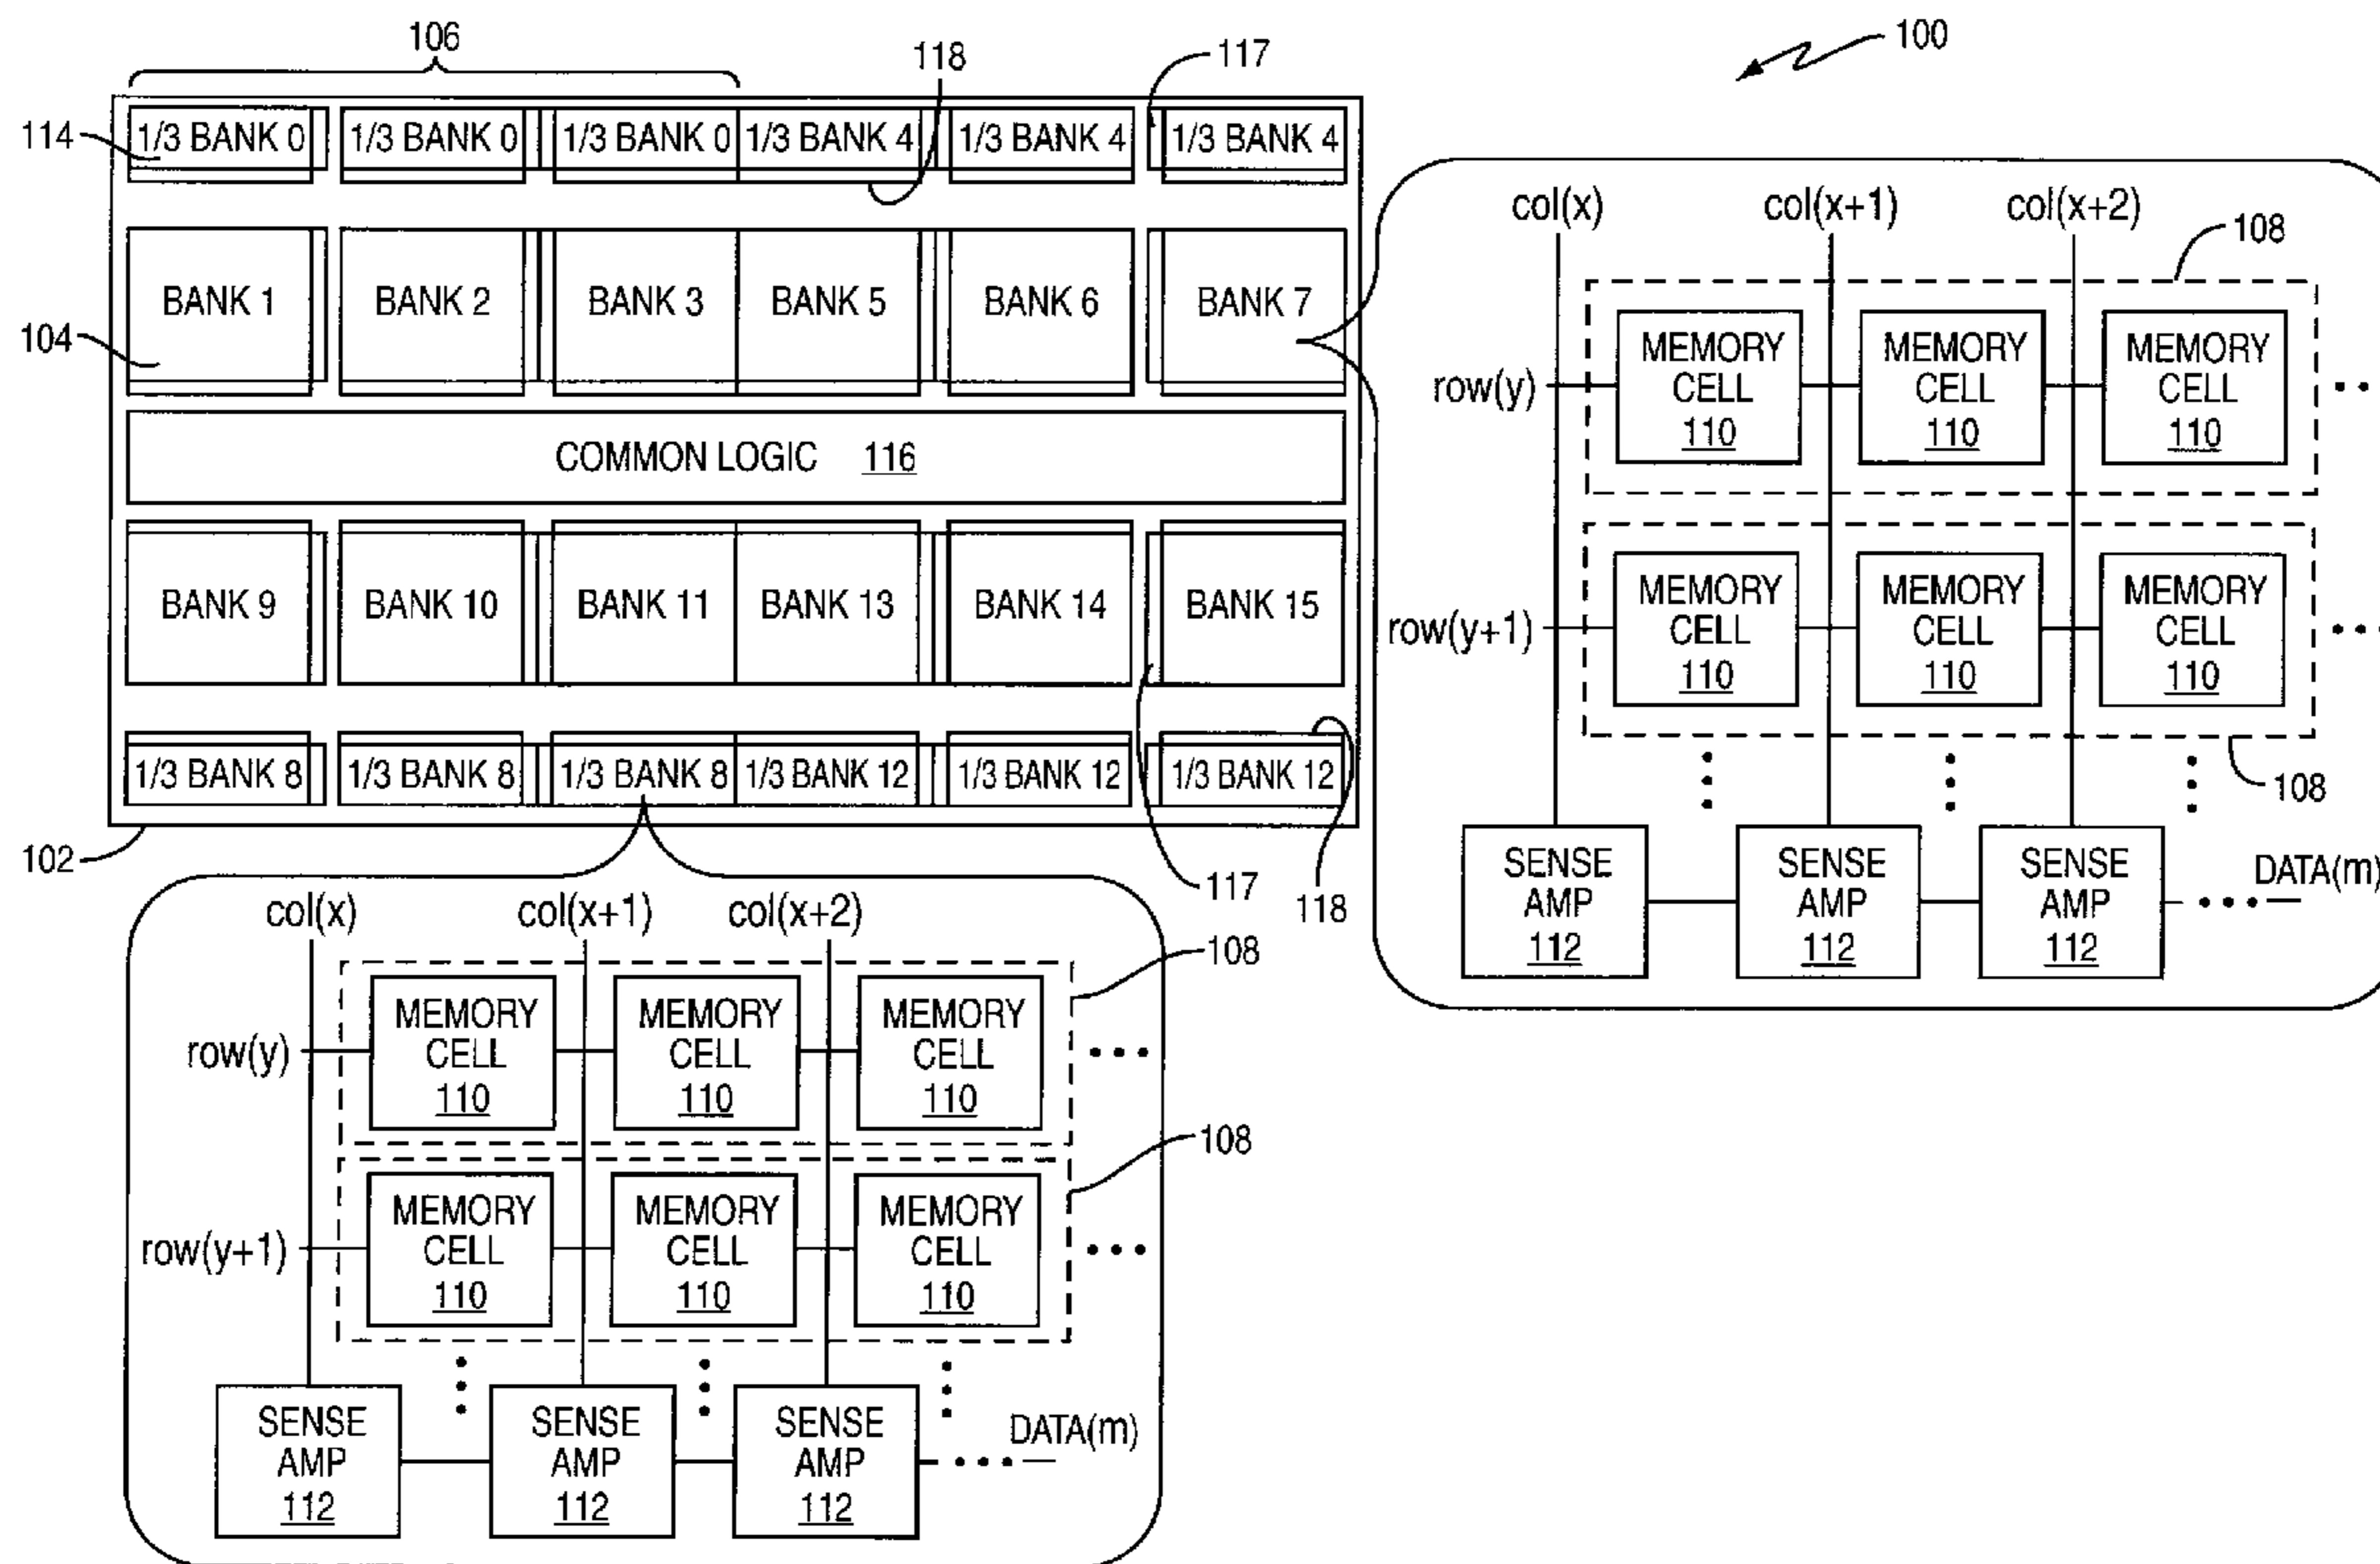 106
118
117
100
114
1/3 BANK 0
1/3 BANK 0
1/3 BANK 0
1/3 BANK 4
1/3 BANK 4
1/3 BANK 4
BANK 1
BANK 2
BANK 3
BANK 5
BANK 6
BANK 7
104
COMMON LOGIC 116
BANK 9
BANK 10
BANK 11
BANK 13
BANK 14
BANK 15
1/3 BANK 8
1/3 BANK 8
1/3 BANK 8
1/3 BANK 12
1/3 BANK 12
1/3 BANK 12
102
117
118
col(x)
col(x+1)
col(x+2)
108
row(y)
MEMORY
CELL
110
MEMORY
CELL
110
MEMORY
CELL
110
row(y+1)
MEMORY
CELL
110
MEMORY
CELL
110
MEMORY
CELL
110
108
SENSE
AMP
112
SENSE
AMP
112
SENSE
AMP
112
DATA(m)
col(x)
col(x+1)
col(x+2)
108
row(y)
MEMORY
CELL
110
MEMORY
CELL
110
MEMORY
CELL
110
108
row(y+1)
MEMORY
CELL
110
MEMORY
CELL
110
MEMORY
CELL
110
SENSE
AMP
112
SENSE
AMP
112
SENSE
AMP
112
DATA(m)